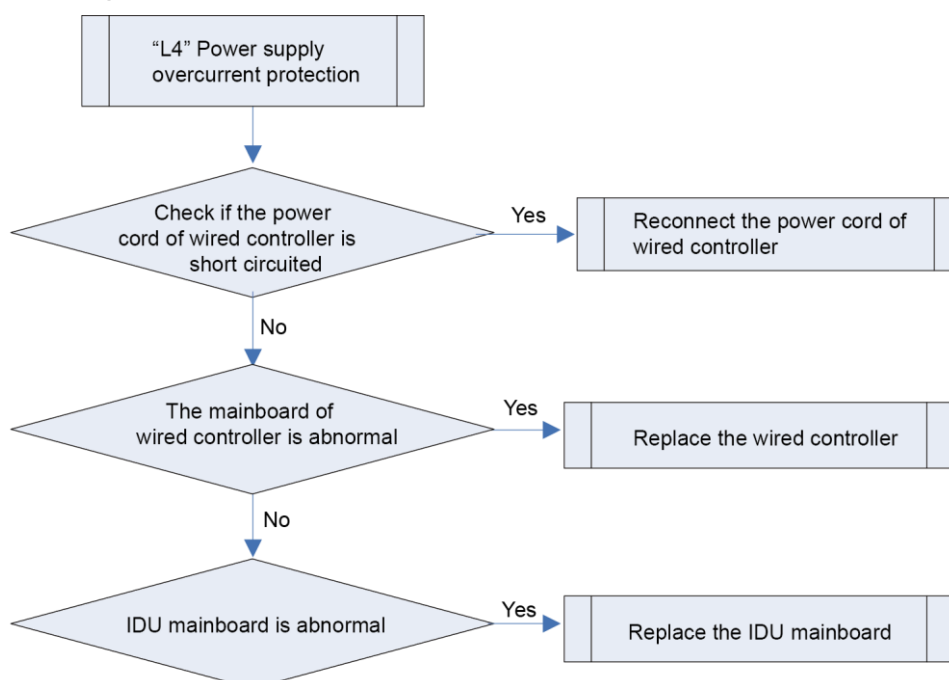 “L4” Power supply
overcurrent protection
Check if the power
cord of wired controller is
short circuited
Yes
Reconnect the power cord of
wired controller
No
The mainboard of
wired controller is abnormal
Yes
Replace the wired controller
No
IDU mainboard is abnormal
Yes
Replace the IDU mainboard